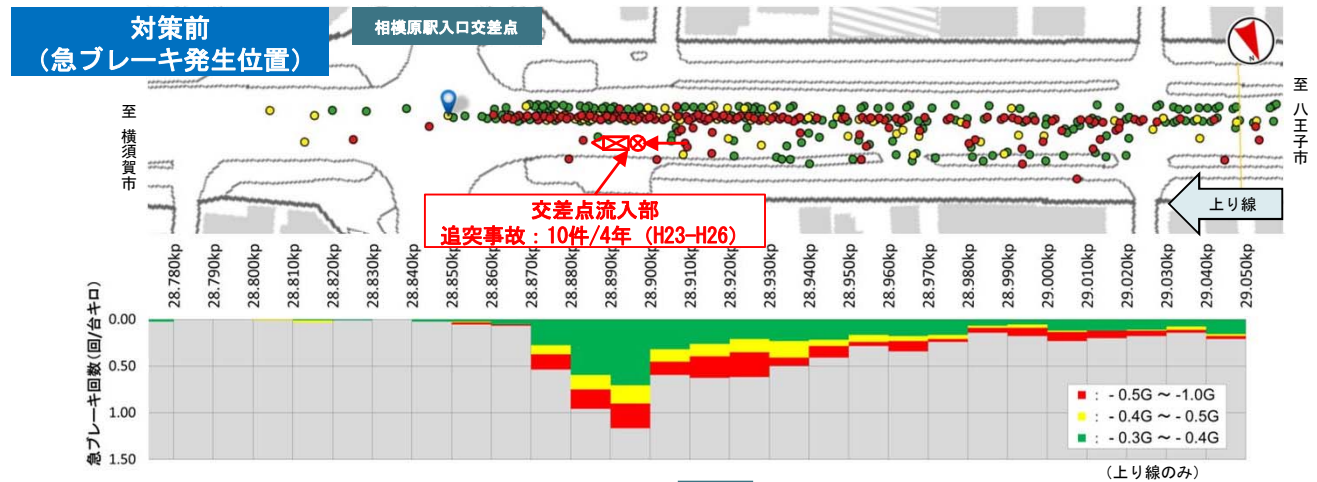 対策前
（急ブレーキ発生位置）
相模原駅入口交差点
N
至 横須賀市
至 八王子市
上り線
交差点流入部
追突事故：10件/4年（H23-H26）
28.780kp
28.790kp
28.800kp
28.810kp
28.820kp
28.830kp
28.840kp
28.850kp
28.860kp
28.870kp
28.880kp
28.890kp
28.900kp
28.910kp
28.920kp
28.930kp
28.940kp
28.950kp
28.960kp
28.970kp
28.980kp
28.990kp
29.000kp
29.010kp
29.020kp
29.030kp
29.040kp
29.050kp
急ブレーキ回数(回/台キロ)
0.00
0.50
1.00
1.50
： - 0.5G ～ -1.0G
： - 0.4G ～ - 0.5G
： - 0.3G ～ - 0.4G
（上り線のみ）